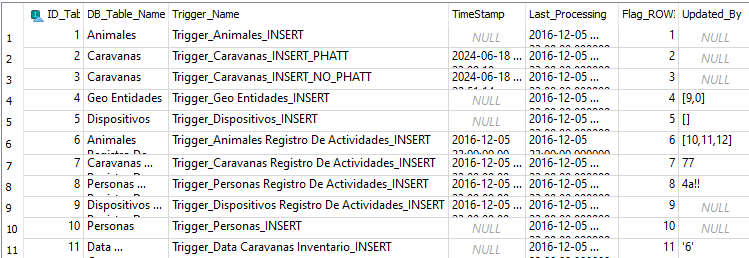 ID_Tab DB_Table_Name Trigger_Name TimeStamp Last_Processing Flag_ROWI Updated_By
1 1 Animales Trigger_Animales_INSERT NULL 2016-12-05 ... 1 NULL
2 2 Caravanas Trigger_Caravanas_INSERT_PHATT 2024-06-18 ... 2016-12-05 ... 2 NULL
3 3 Caravanas Trigger_Caravanas_INSERT_NO_PHATT 2024-06-18 ... 2016-12-05 ... 3 NULL
4 4 Geo Entidades Trigger_Geo Entidades_INSERT NULL 2016-12-05 ... 4 [9,0]
5 5 Dispositivos Trigger_Dispositivos_INSERT NULL 2016-12-05 ... 5 []
6 6 Animales Trigger_Animales Registro De Actividades_INSERT 2016-12-05 2016-12-05 ... 6 [10,11,12]
7 7 Caravanas ... Trigger_Caravanas Registro De Actividades_INSERT 2016-12-05 ... 2016-12-05 ... 7 77
8 8 Personas ... Trigger_Personas Registro De Actividades_INSERT 2016-12-05 ... 2016-12-05 ... 8 4a!!
9 9 Dispositivos ... Trigger_Dispositivos Registro De Actividades_INSERT 2016-12-05 ... 2016-12-05 ... 9 NULL
10 10 Personas Trigger_Personas_INSERT NULL 2016-12-05 ... 10 NULL
11 11 Data ... Trigger_Data Caravanas Inventario_INSERT NULL 2016-12-05 ... 11 '6'